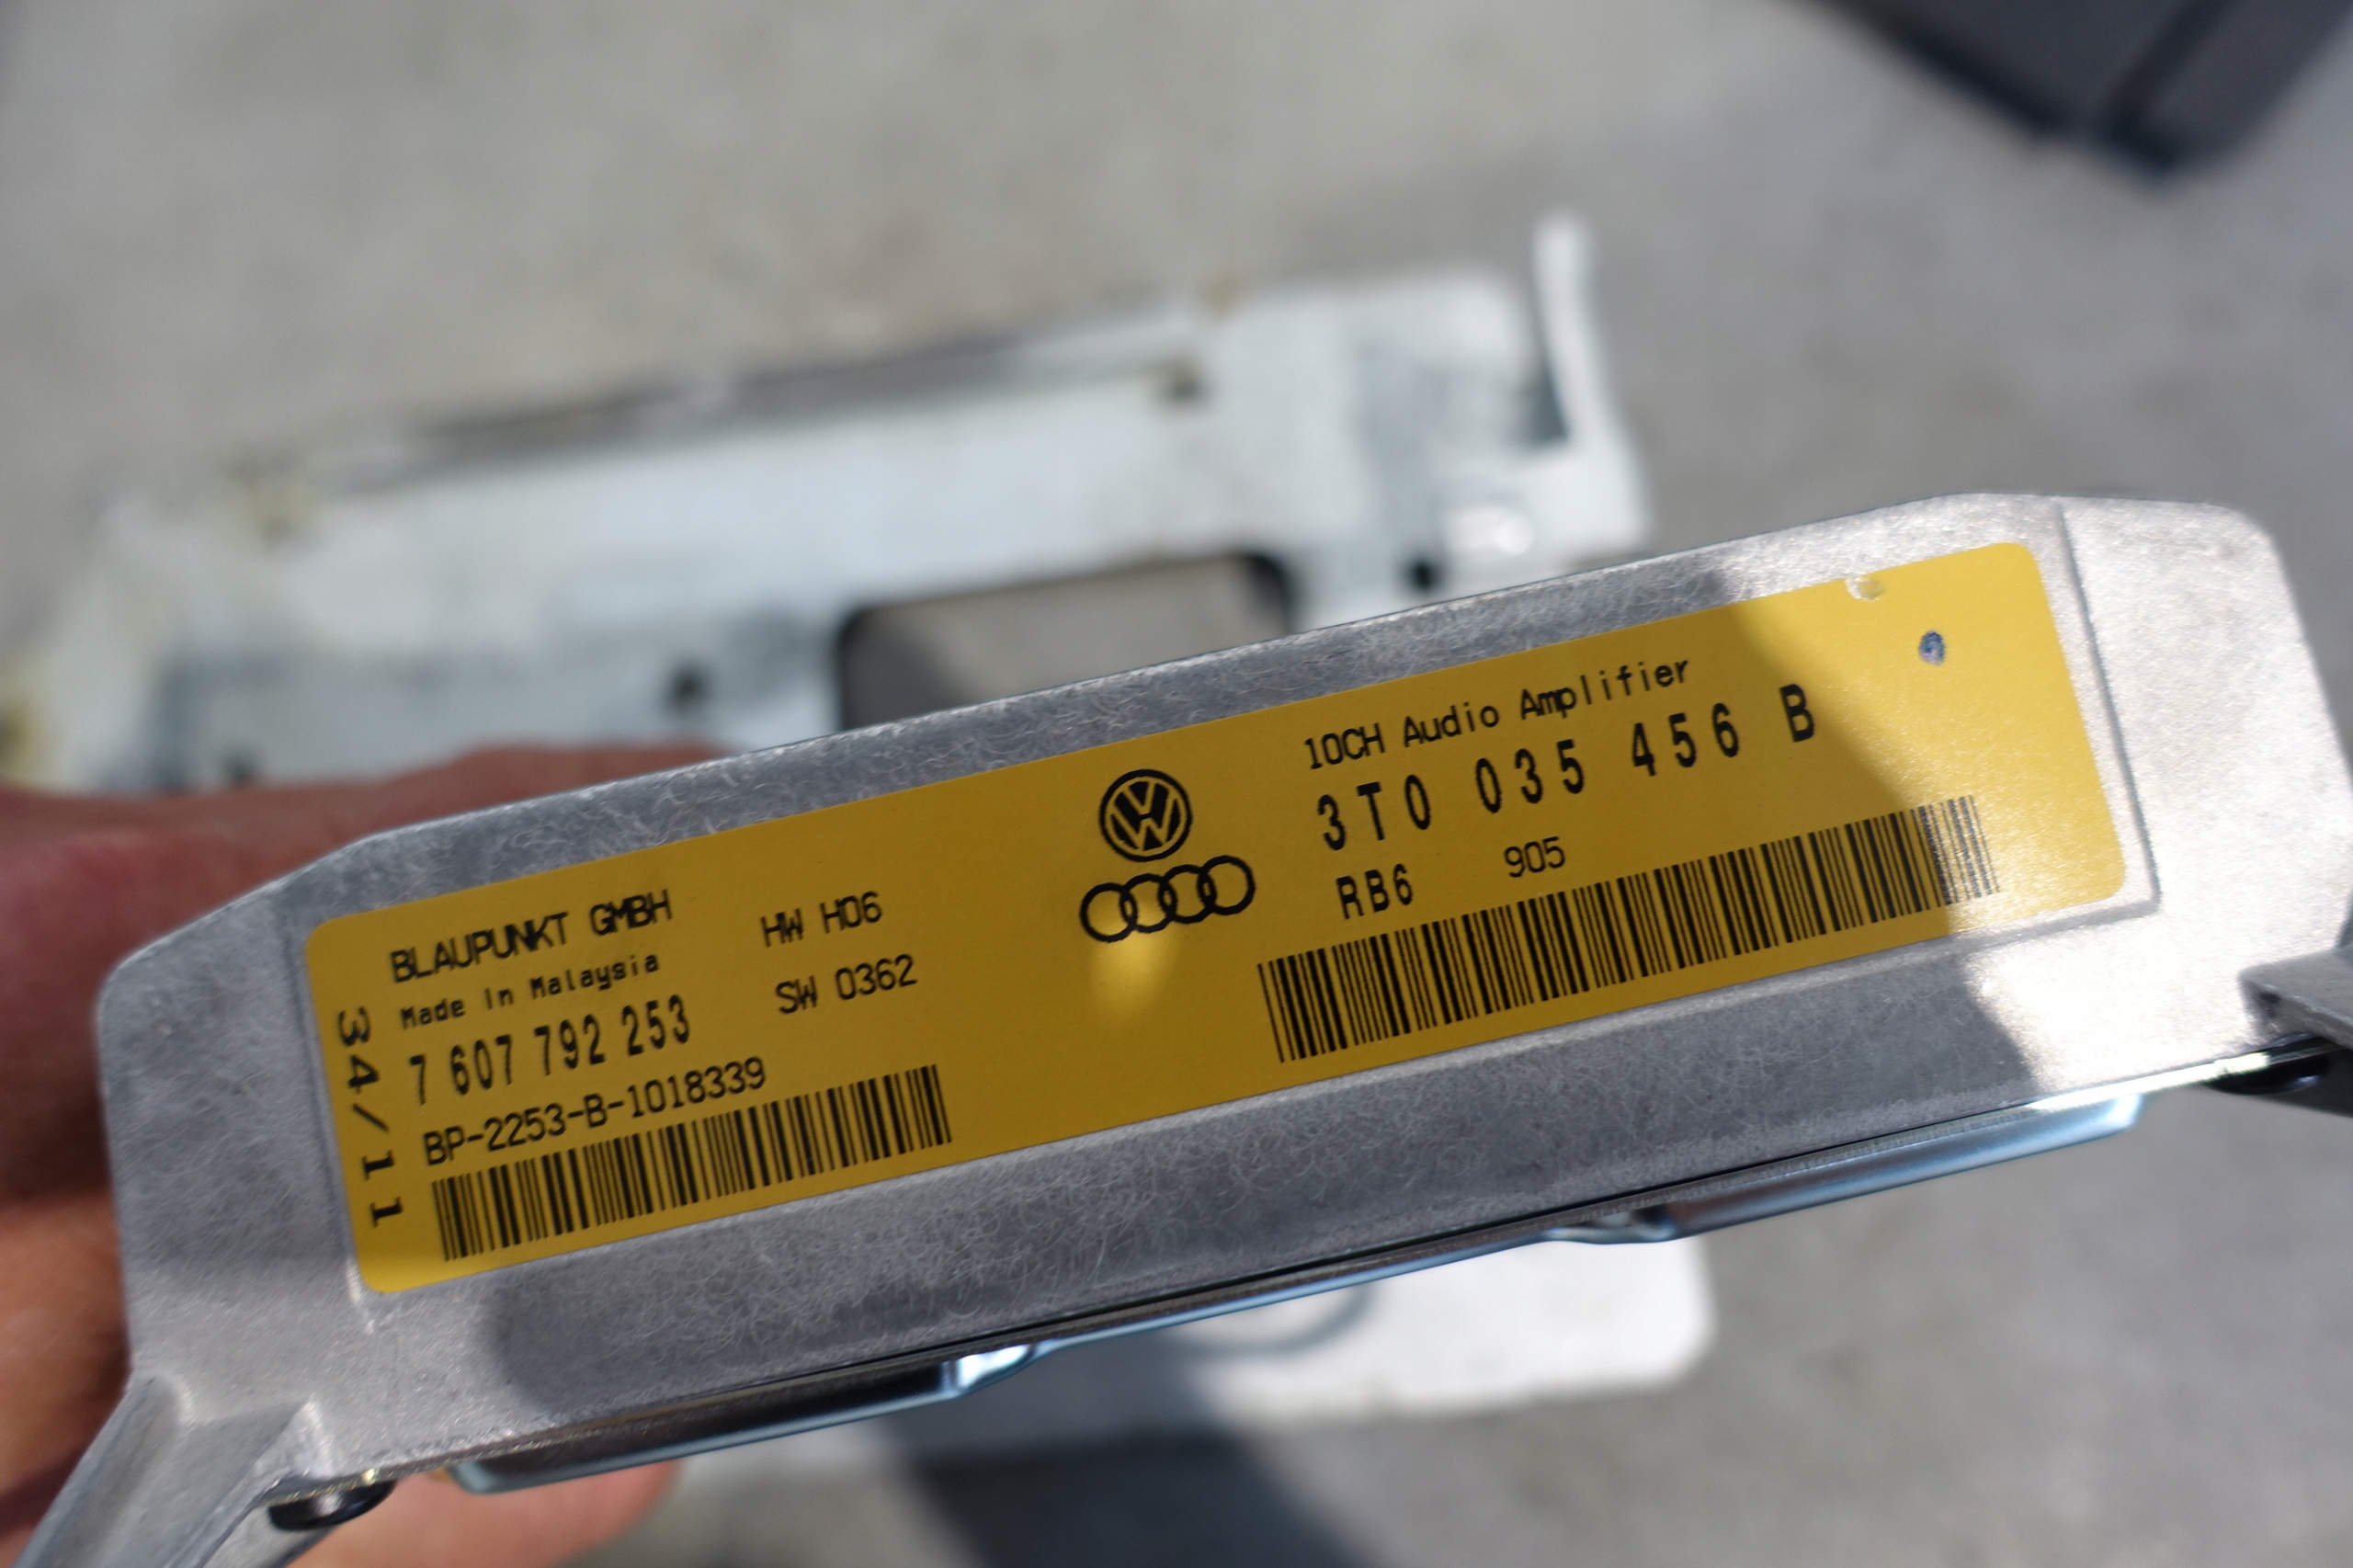 BLAUPUNKT GMBH
Made In Malaysia
7 607 792 253
BP-2253-B-1018339
34/11
HW H06
SW 0362
10CH Audio Amplifier
3T0 035 456 B
RB6 905